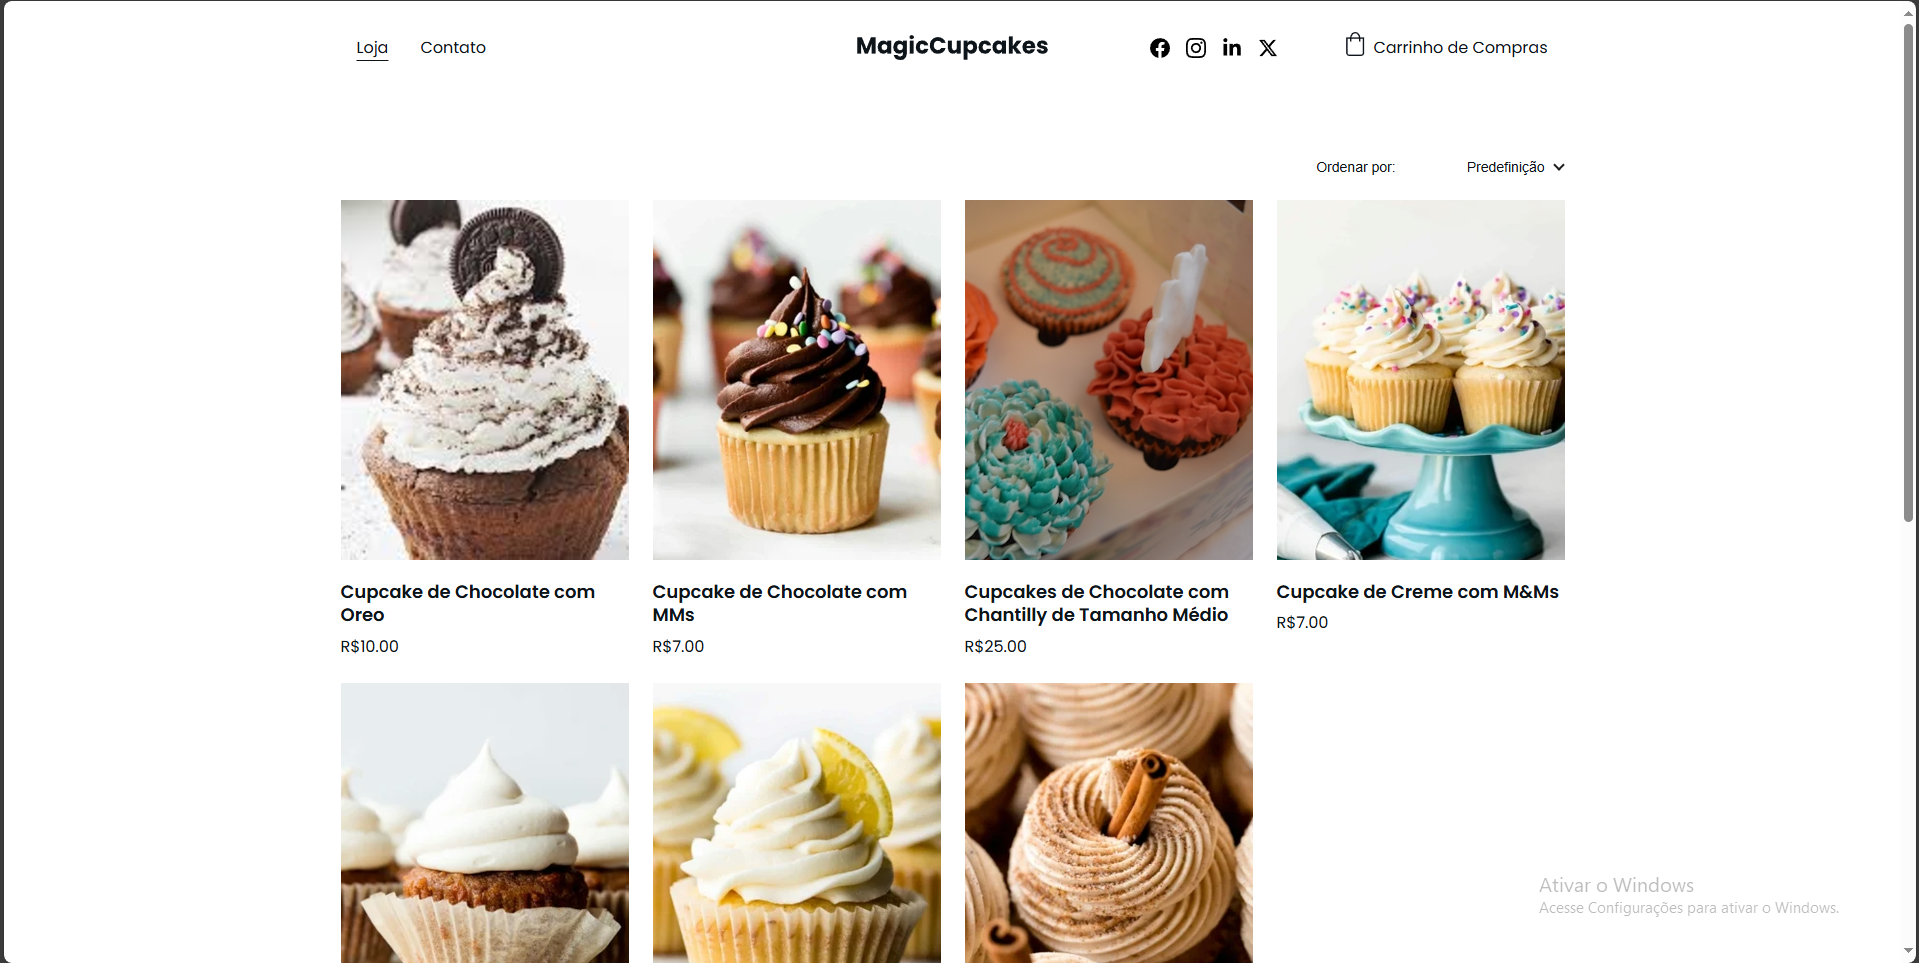 Loja
Contato
MagicCupcakes
Carrinho de Compras
Ordenar por:
Predefinição
Cupcake de Chocolate com
Oreo
R$10.00
Cupcake de Chocolate com
MMs
R$7.00
Cupcakes de Chocolate com
Chantilly de Tamanho Médio
R$25.00
Cupcake de Creme com M&Ms
R$7.00
Ativar o Windows
Acesse Configurações para ativar o Windows.